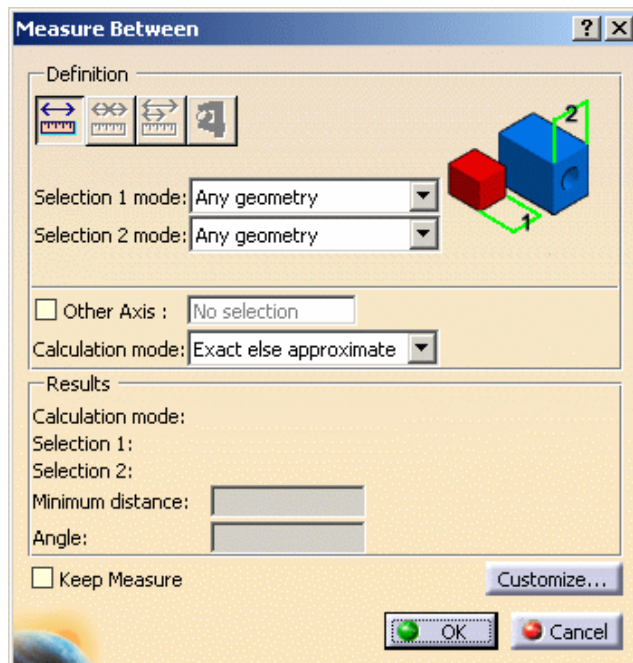 Measure Between
Definition
2
1
Selection 1 mode: Any geometry
Selection 2 mode: Any geometry
Other Axis : No selection
Calculation mode: Exact else approximate
Results
Calculation mode:
Selection 1:
Selection 2:
Minimum distance:
Angle:
Keep Measure
Customize...
OK
Cancel